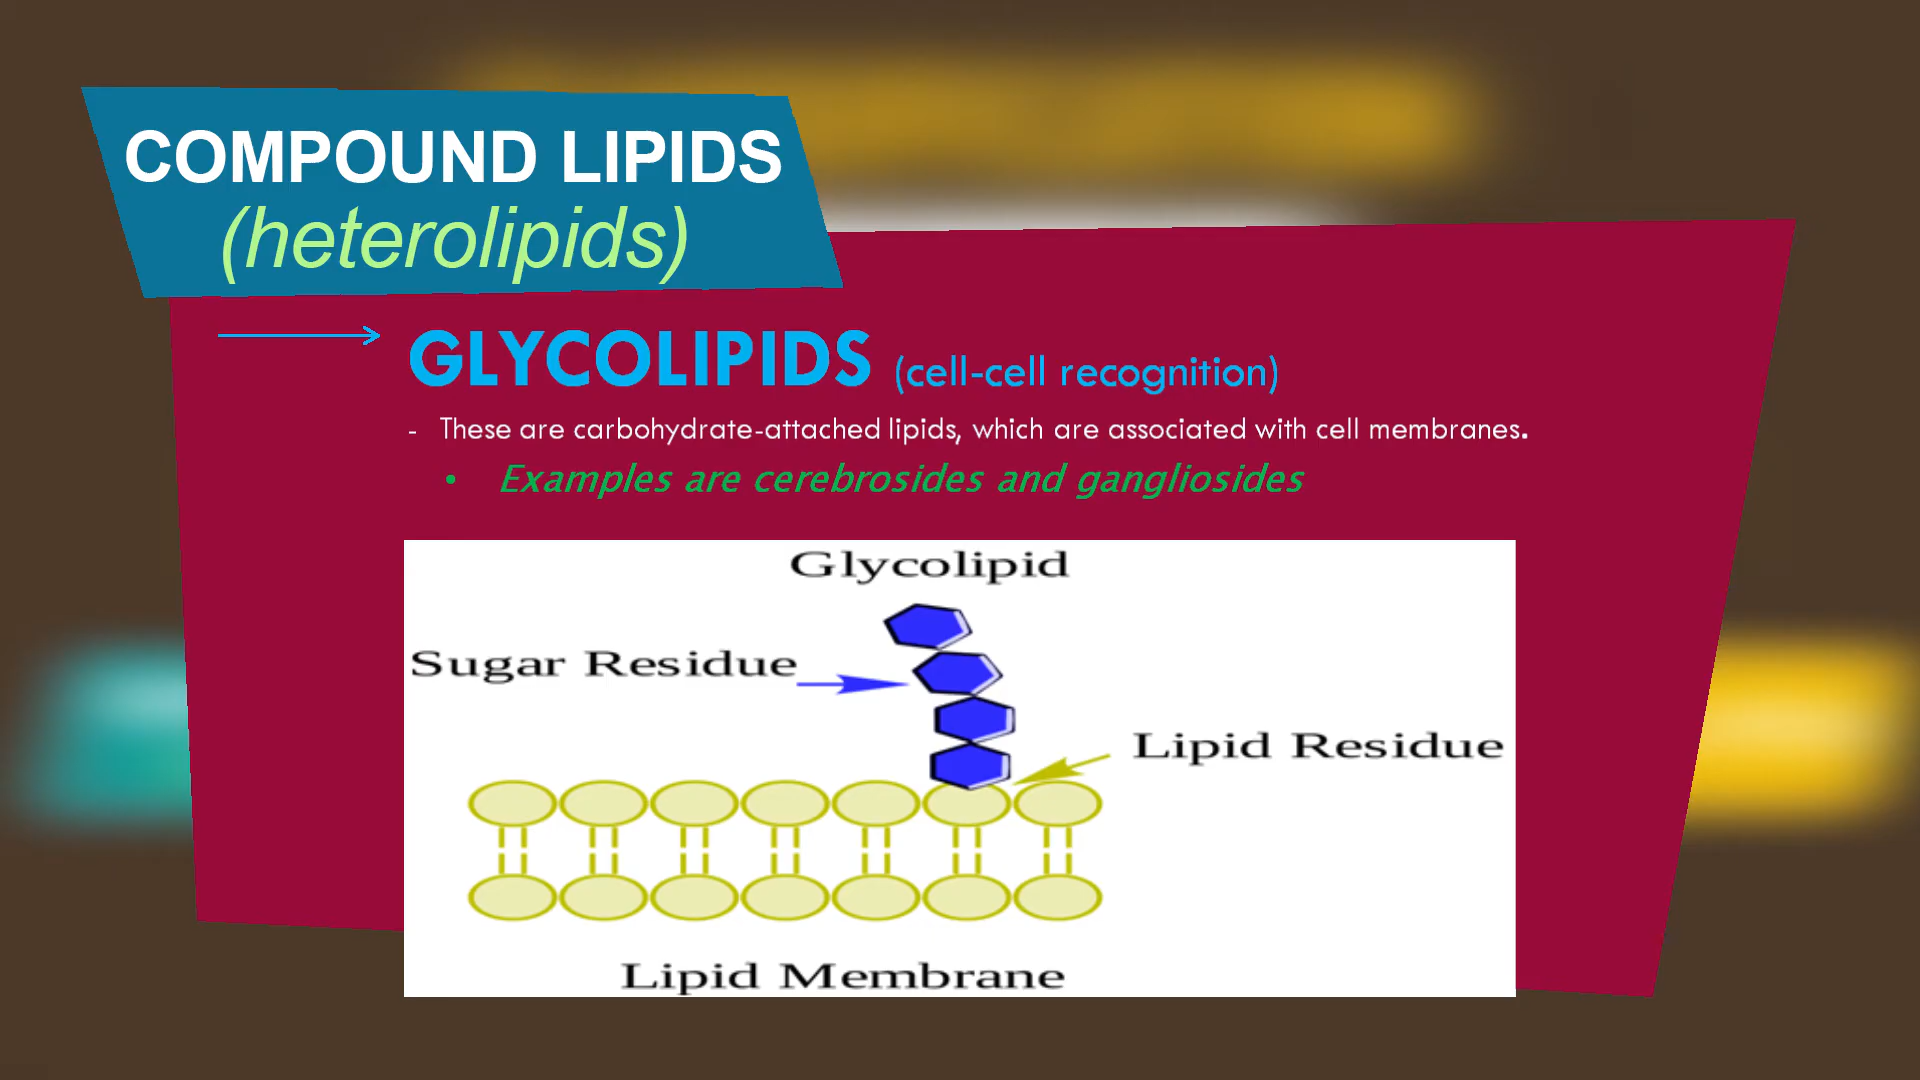 COMPOUND LIPIDS
(heterolipids)
GLYCOLIPIDS (cell-cell recognition)
- These are carbohydrate-attached lipids, which are associated with cell membranes.
• Examples are cerebrosides and gangliosides
Glycolipid
Sugar Residue
Lipid Residue
Lipid Membrane